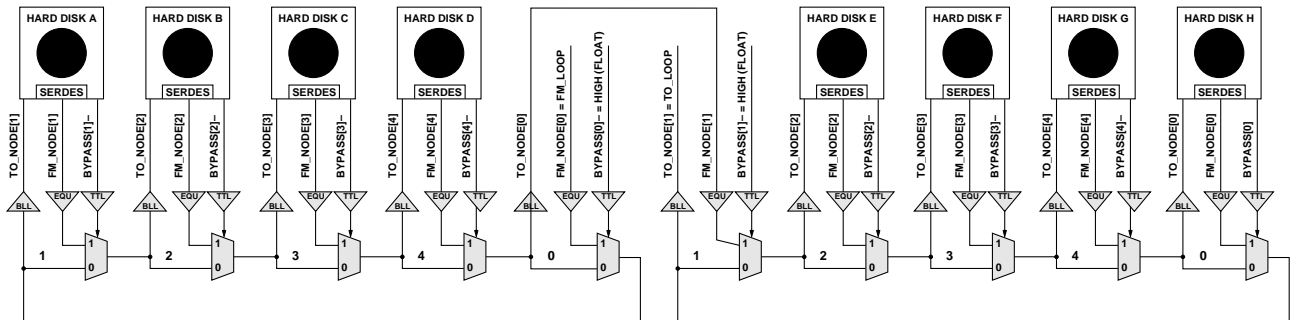 HARD DISK A
HARD DISK B
HARD DISK C
HARD DISK D
HARD DISK E
HARD DISK F
HARD DISK G
HARD DISK H
SERDES
SERDES
SERDES
SERDES
SERDES
SERDES
SERDES
SERDES
TO_NODE[1]
FM_NODE[1]
BYPASS[1]–
TO_NODE[2]
FM_NODE[2]
BYPASS[2]–
TO_NODE[3]
FM_NODE[3]
BYPASS[3]–
TO_NODE[4]
FM_NODE[4]
BYPASS[4]–
TO_NODE[0]
FM_NODE[0] = FM_LOOP
BYPASS[0]– = HIGH (FLOAT)
TO_NODE[1] = TO_LOOP
FM_NODE[1]
BYPASS[1]– = HIGH (FLOAT)
TO_NODE[2]
FM_NODE[2]
BYPASS[2]–
TO_NODE[3]
FM_NODE[3]
BYPASS[3]–
TO_NODE[4]
FM_NODE[4]
BYPASS[4]–
TO_NODE[0]
FM_NODE[0]
BYPASS[0]
BLL EQU TTL
BLL EQU TTL
BLL EQU TTL
BLL EQU TTL
EQU TTL
BLL EQU TTL
BLL EQU TTL
BLL EQU TTL
BLL EQU TTL
BLL EQU TTL
1 1 0
2 1 0
3 1 0
4 1 0
0 1 0
1 1 0
2 1 0
3 1 0
4 1 0
0 1 0